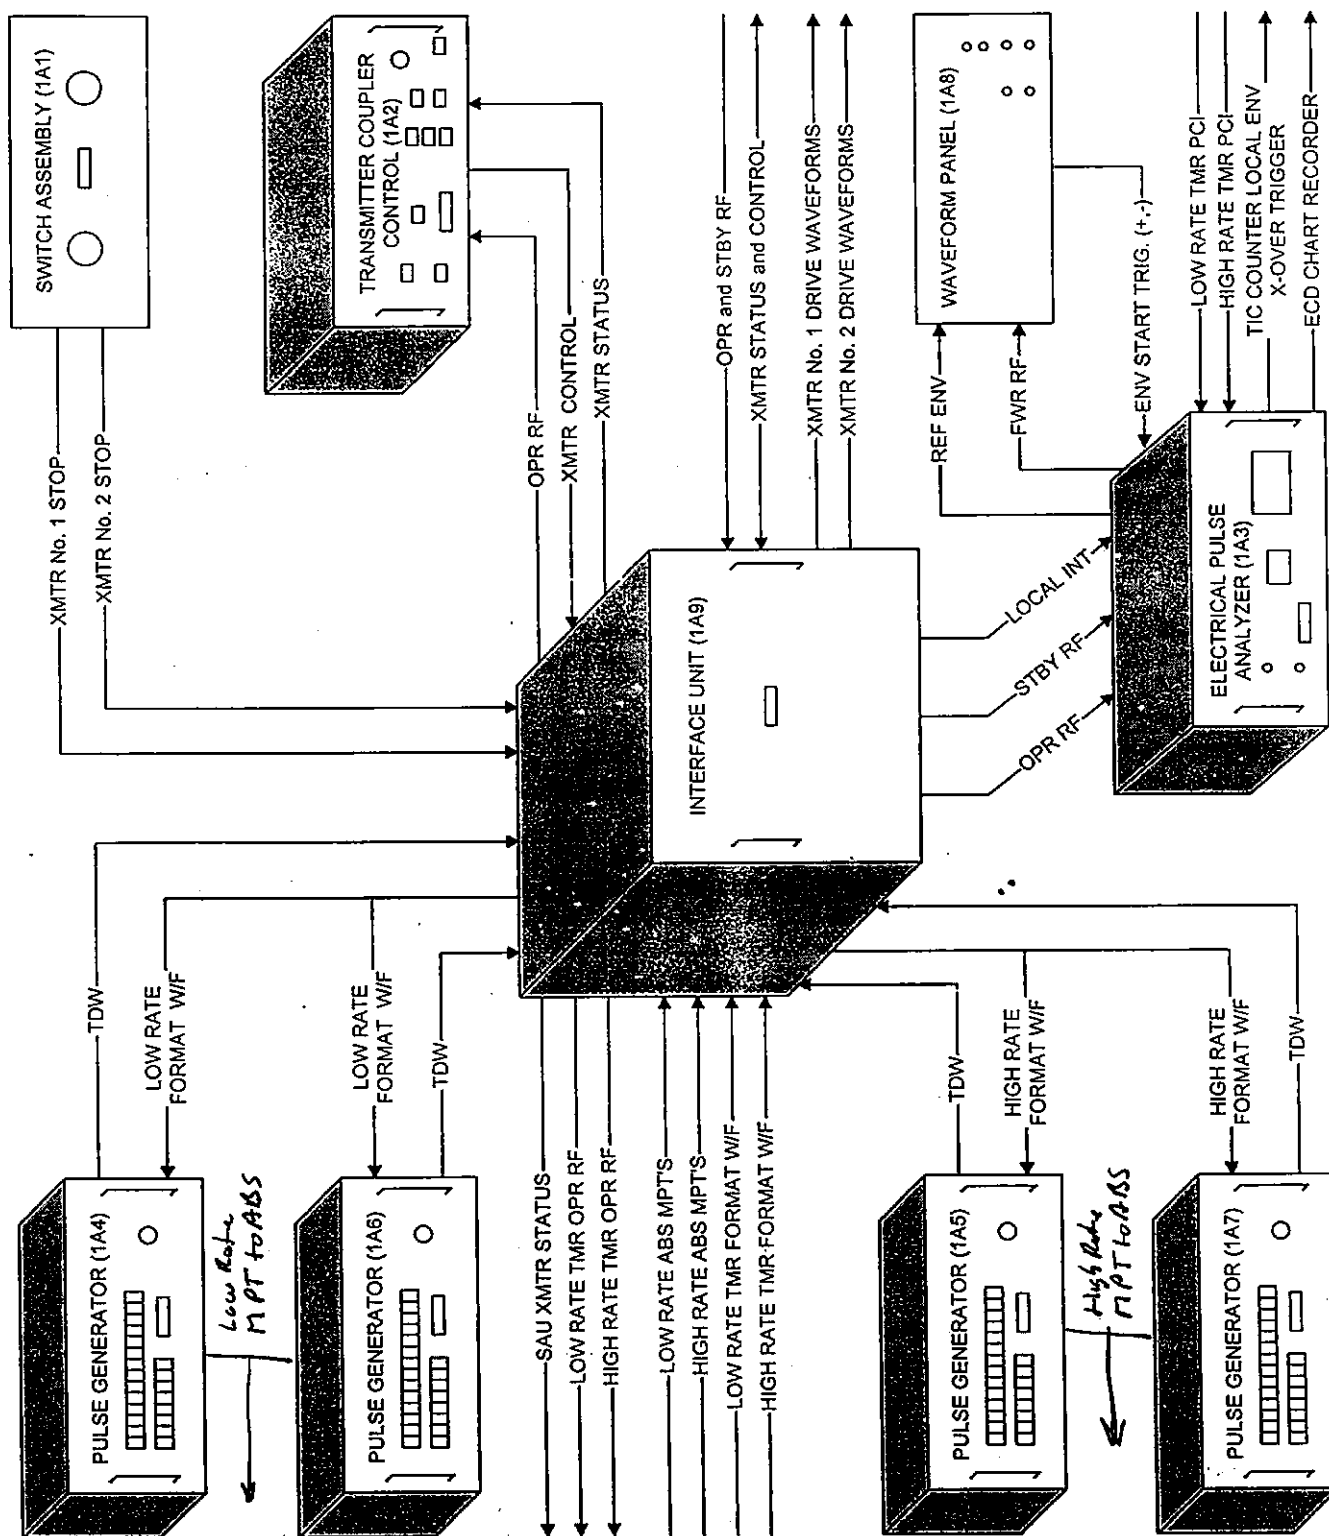 SWITCH ASSEMBLY (1A1)
XMTR No. 1 STOP
XMTR No. 2 STOP
TRANSMITTER COUPLER
CONTROL (1A2)
OPR RF
XMTR CONTROL
XMTR STATUS
OPR and STBY RF
XMTR STATUS and CONTROL
XMTR No. 1 DRIVE WAVEFORMS
XMTR No. 2 DRIVE WAVEFORMS
WAVEFORM PANEL (1A8)
REF ENV
FWR RF
ENV START TRIG. (+,-)
LOW RATE TMR PCI
HIGH RATE TMR PCI
TIC COUNTER LOCAL ENV
X-OVER TRIGGER
ECD CHART RECORDER
ELECTRICAL PULSE
ANALYZER (1A3)
LOCAL INT
STBY RF
OPR RF
INTERFACE UNIT (1A9)
TDW
LOW RATE
FORMAT W/F
LOW RATE
FORMAT W/F
TDW
PULSE GENERATOR (1A4)
Low Rate
MPT to ABS
PULSE GENERATOR (1A6)
SAU XMTR STATUS
LOW RATE TMR OPR RF
HIGH RATE TMR OPR RF
LOW RATE ABS MPT'S
HIGH RATE ABS MPT'S
LOW RATE TMR FORMAT W/F
HIGH RATE TMR FORMAT W/F
TDW
HIGH RATE
FORMAT W/F
HIGH RATE
FORMAT W/F
TDW
PULSE GENERATOR (1A5)
High Rate
MPT to ABS
PULSE GENERATOR (1A7)